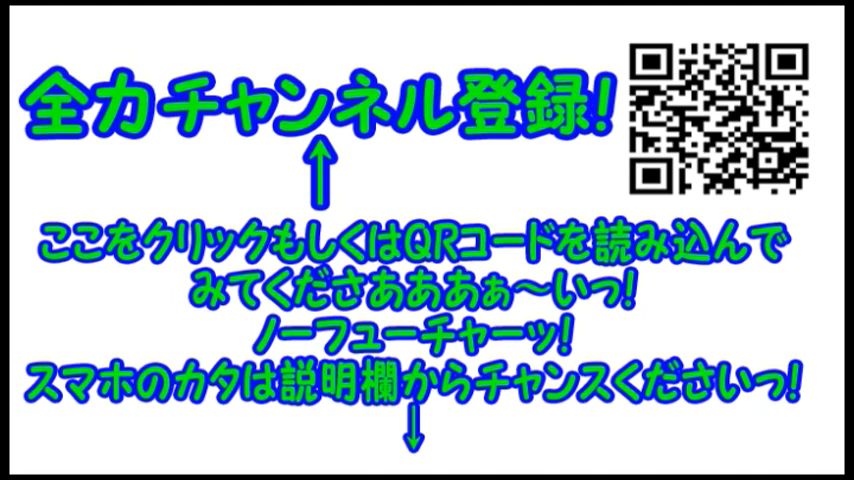 全力チャンネル登録!
↑
ここをクリックもしくはQRコードを読み込んで
みてくださあああぁ～いっ!
ノーフューチャーッ!
スマホのカタは説明欄からチャンスくださいっ!
↓